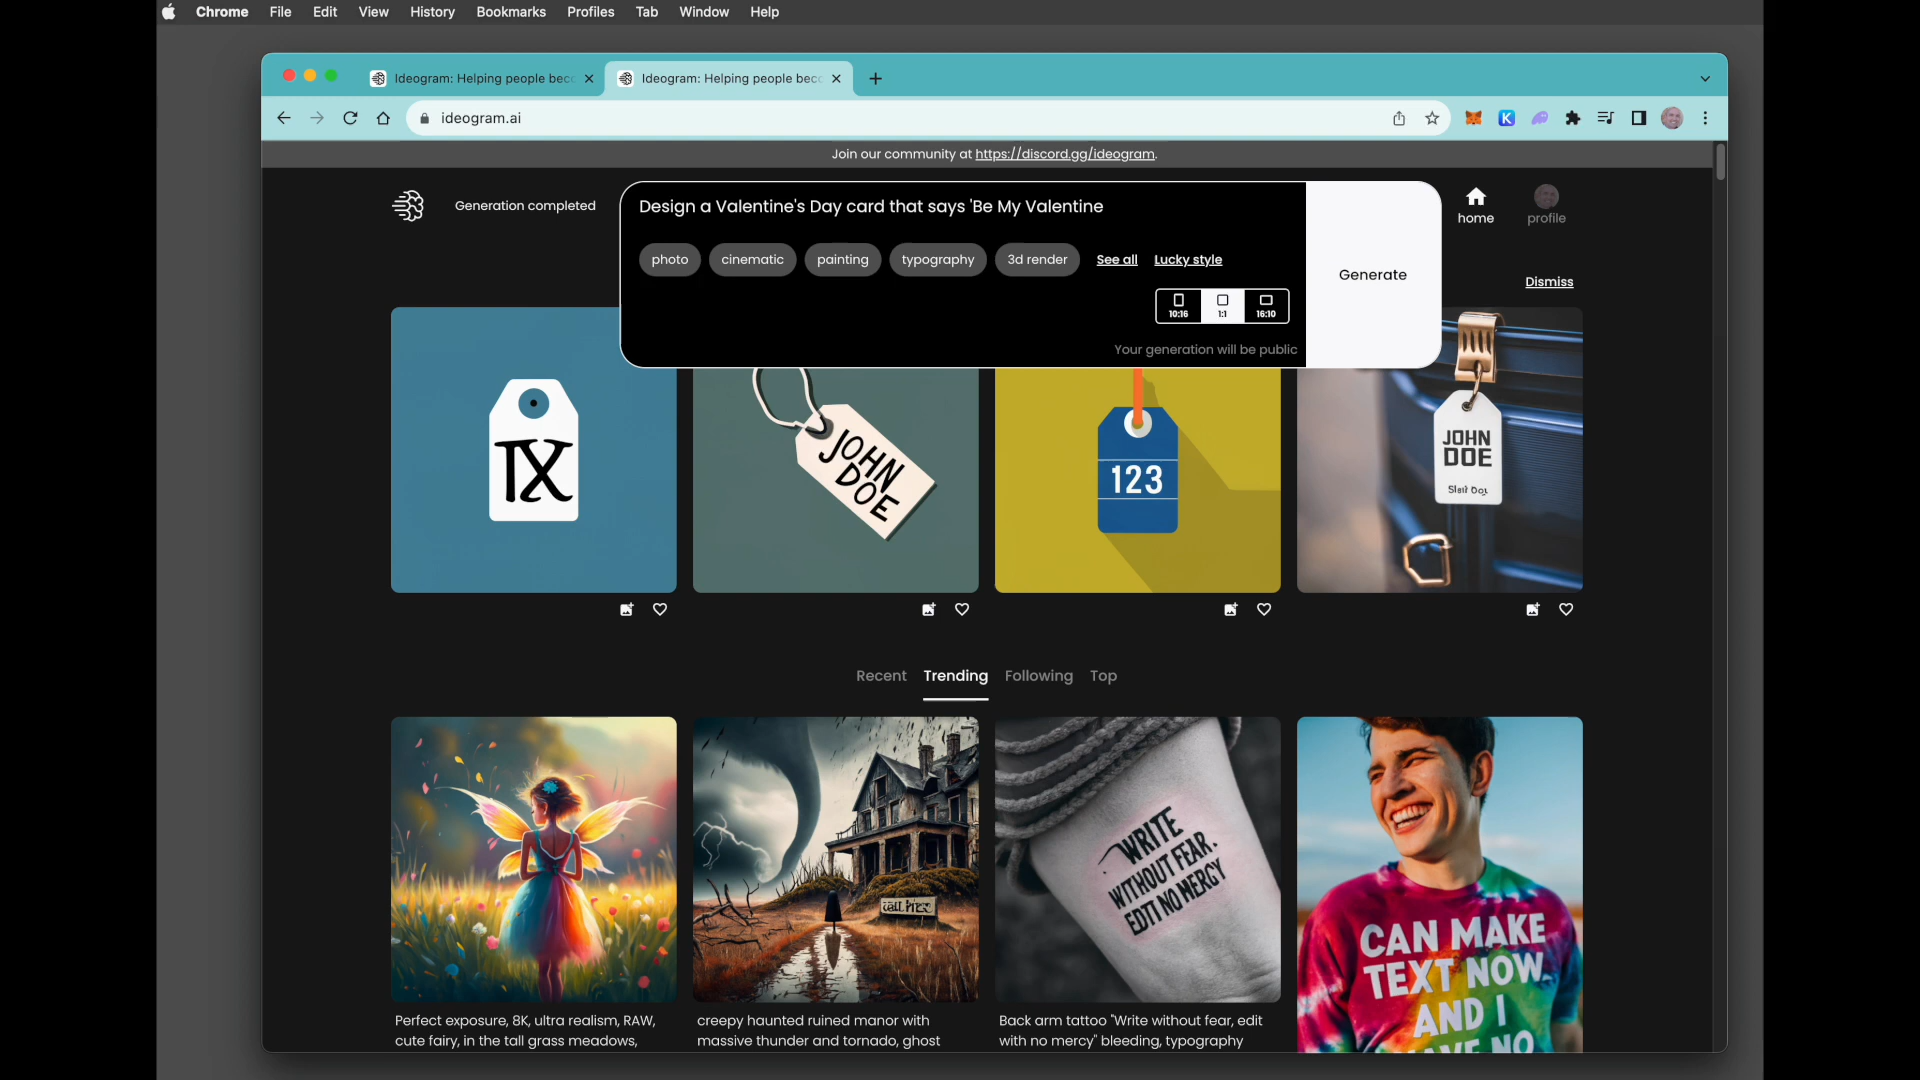 Chrome File Edit View History Bookmarks Profiles Tab Window Help
Ideogram: Helping people beco
Ideogram: Helping people beco
ideogram.ai
Join our community at https://discord.gg/ideogram.
Generation completed
Design a Valentine's Day card that says 'Be My Valentine
home
profile
photo cinematic painting typography 3d render See all Lucky style
Generate
Dismiss
10:16 1:1 16:10
Your generation will be public
IX
JOHN
DOE
123
JOHN
DOE
Recent Trending Following Top
WRITE
WITHOUT FEAR.
EDTI NO MERCY
CAN MAKE
TEXT NOW.
AND I
HAVE NO
Perfect exposure, 8K, ultra realism, RAW,
cute fairy, in the tall grass meadows,
creepy haunted ruined manor with
massive thunder and tornado, ghost
Back arm tattoo "Write without fear, edit
with no mercy" bleeding, typography